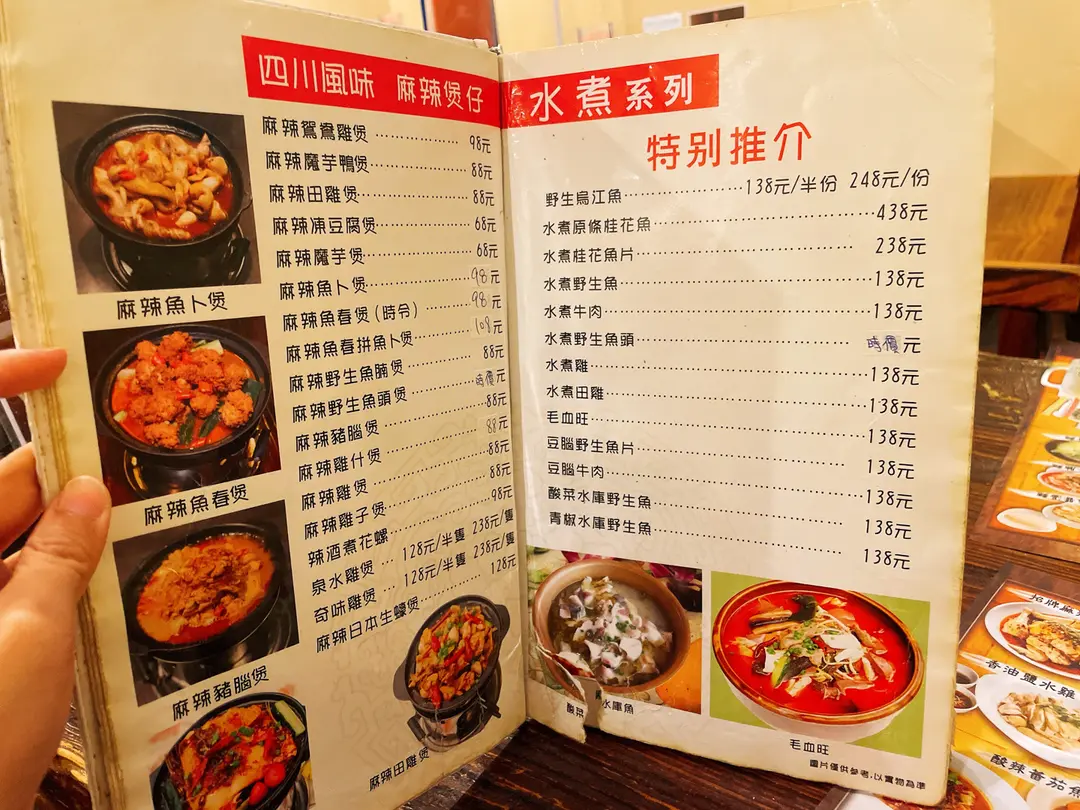 四川風味 麻辣煲仔
麻辣鴛鴦雞煲 98元
麻辣魔芋鴨煲 88元
麻辣田雞煲 88元
麻辣凍豆腐煲 68元
麻辣魔芋煲 68元
麻辣魚卜煲 98元
麻辣魚春煲(時令) 98元
麻辣魚春拼魚卜煲 108元
麻辣野生魚腩煲 88元
麻辣野生魚頭煲 時價元
麻辣豬腦煲 88元
麻辣雞什煲 88元
麻辣雞煲 88元
麻辣雞子煲 88元
辣酒煮花螺 98元
泉水雞煲 128元/半隻 238元/隻
奇味雞煲 128元/半隻 238元/隻
麻辣日本生蠔煲 128元
麻辣魚卜煲
麻辣魚春煲
麻辣豬腦煲
麻辣田雞煲
水煮系列
特别推介
野生烏江魚 138元/半份 248元/份
水煮原條桂花魚 438元
水煮桂花魚片 238元
水煮野生魚 138元
水煮牛肉 138元
水煮野生魚頭 時價元
水煮雞 138元
水煮田雞 138元
毛血旺 138元
豆腦野生魚片 138元
豆腦牛肉 138元
酸菜水庫野生魚 138元
青椒水庫野生魚 138元
酸菜 水庫魚
毛血旺
圖片僅供參考,以實物為準
招牌麻
香油鹽水雞
酸辣蕃茄魚